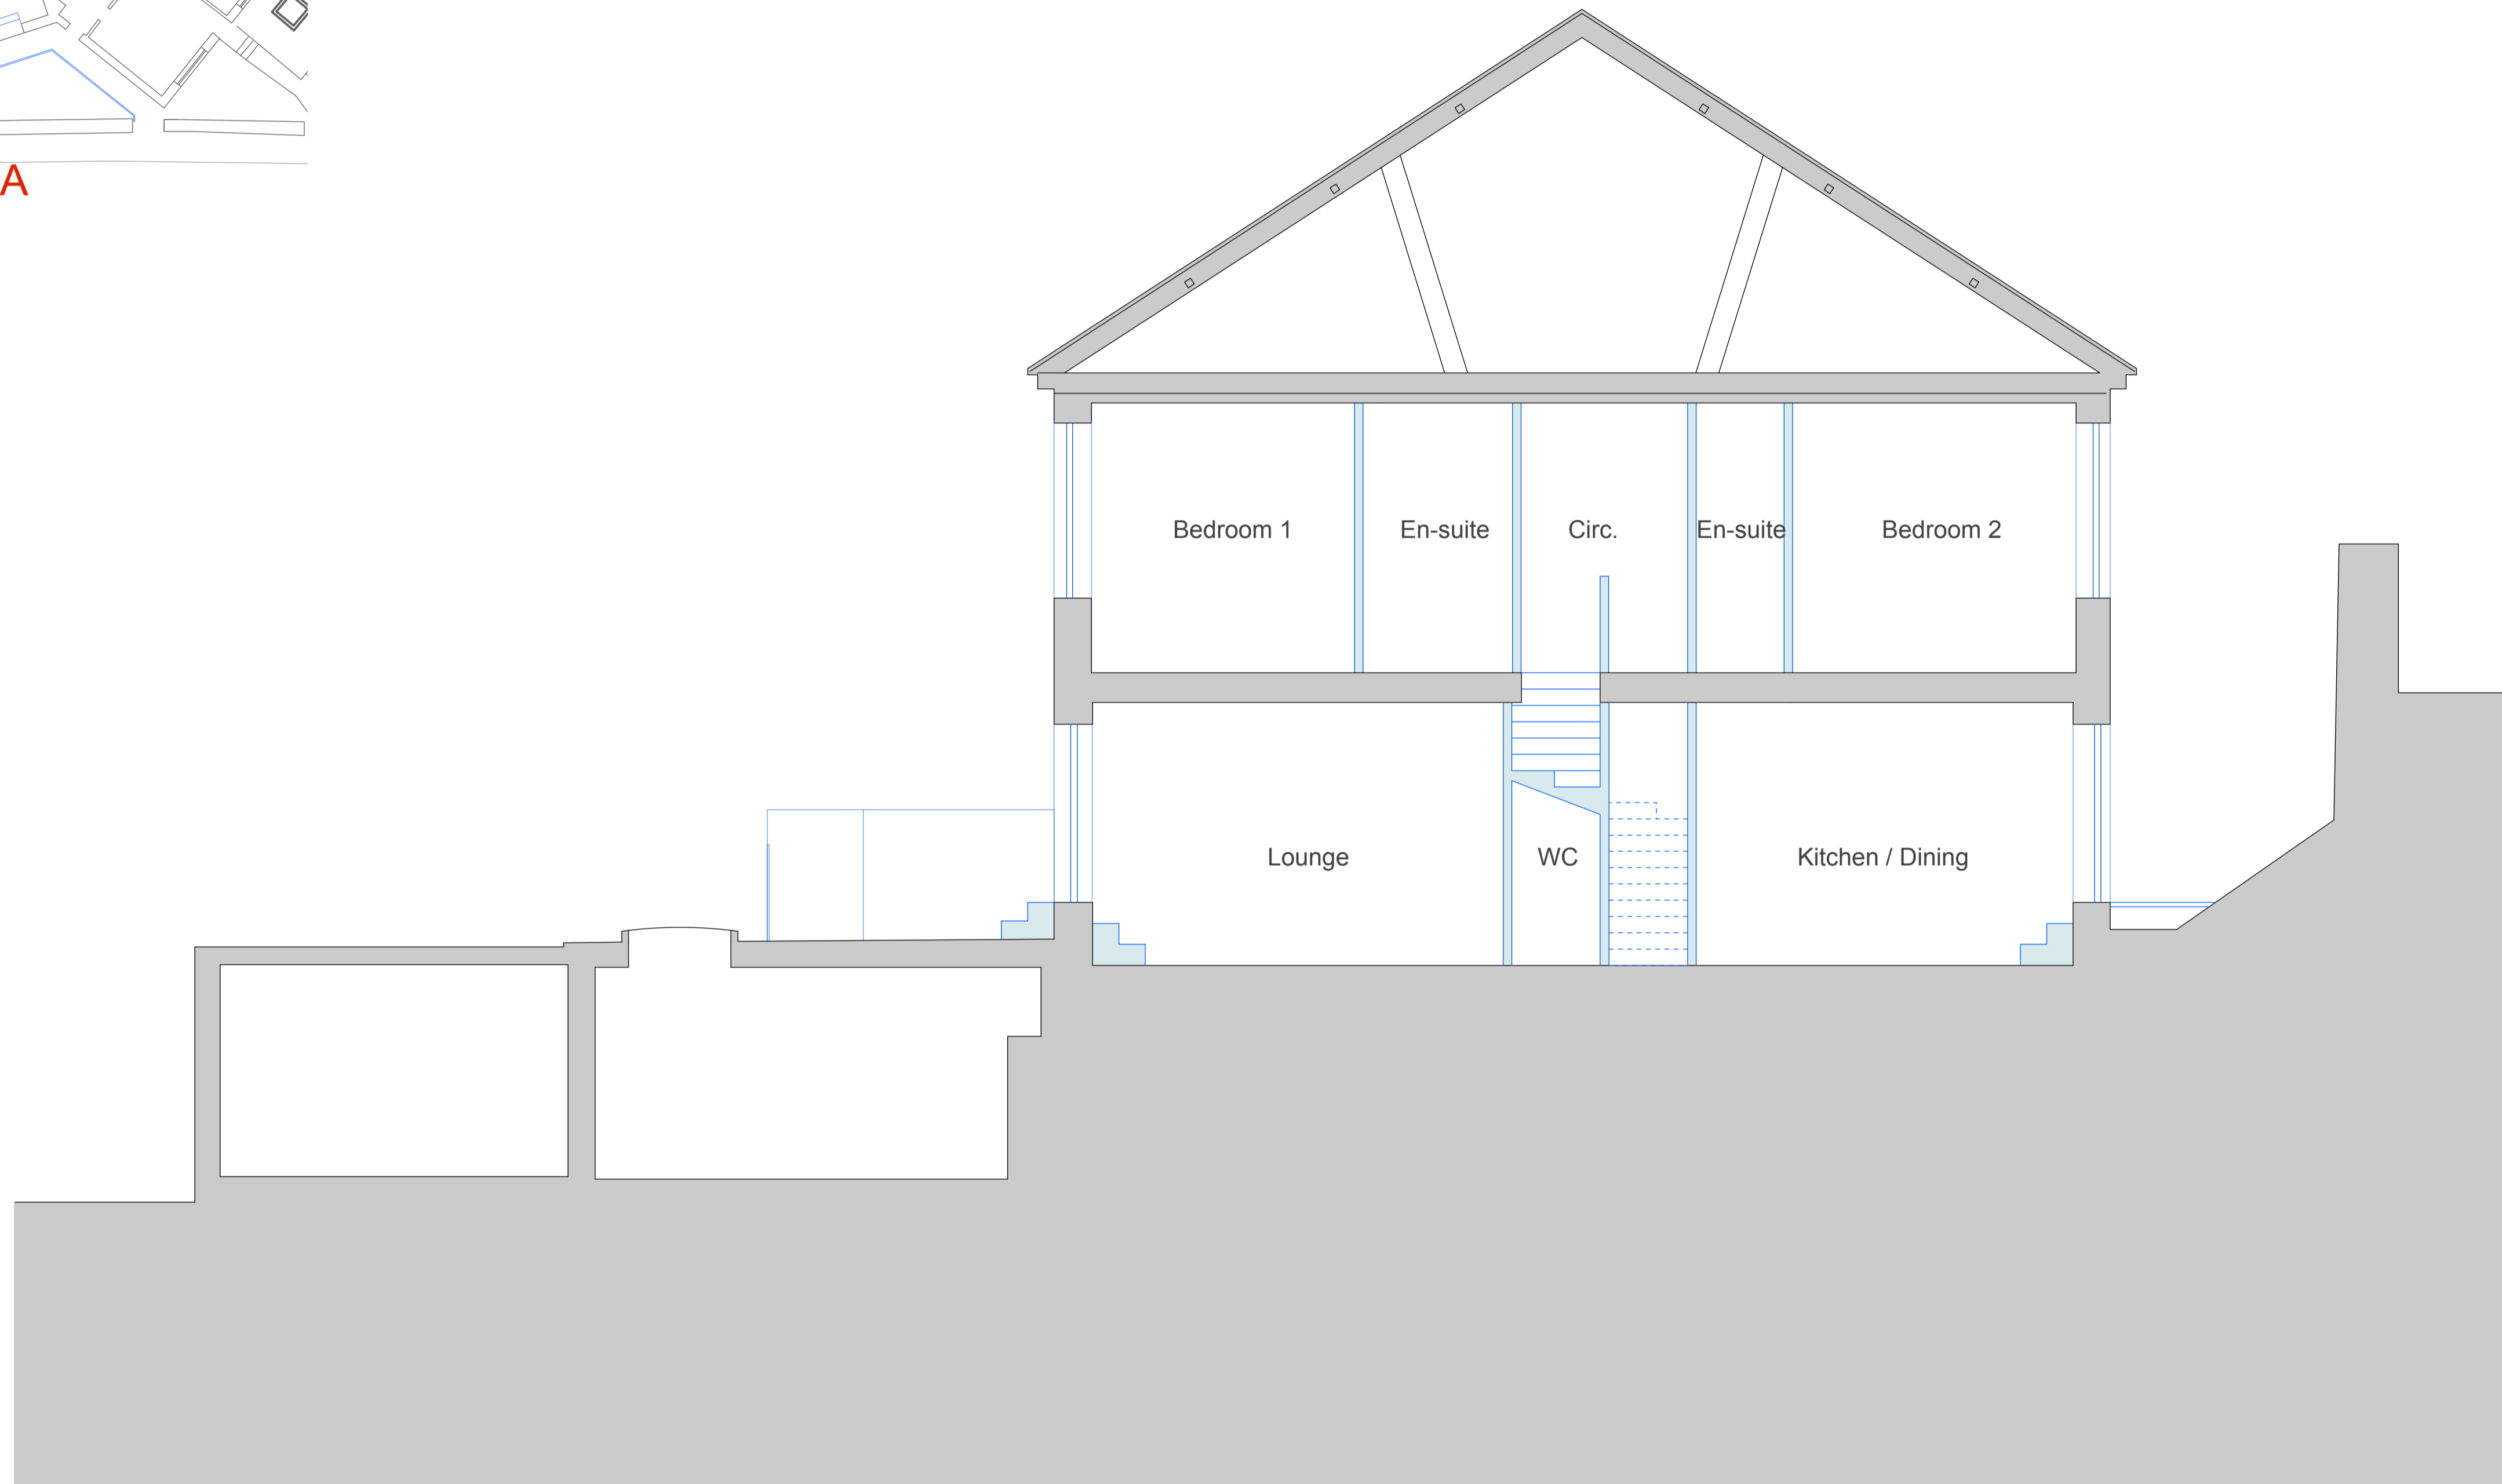 A
Bedroom 1
En-suite
Circ.
En-suite
Bedroom 2
Lounge
WC
Kitchen / Dining